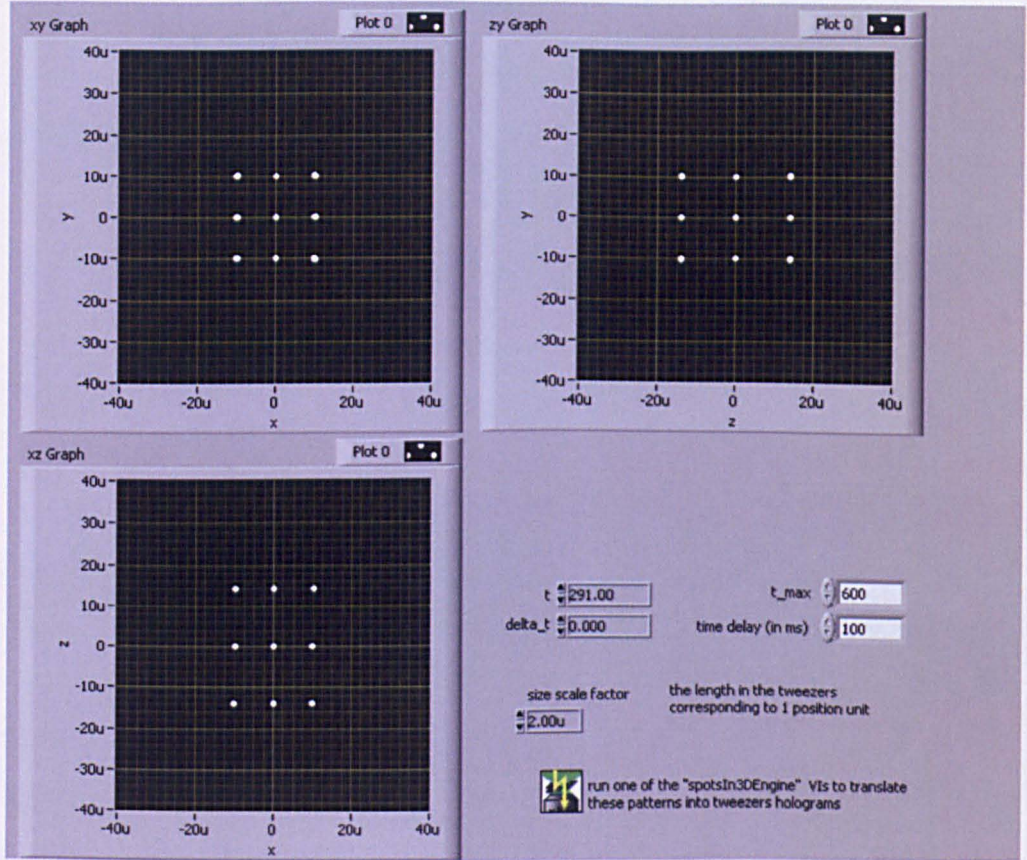 xy Graph
Plot 0
40u
30u
20u
10u
0
-10u
-20u
-30u
-40u
y
-40u -20u 0 20u 40u
x
zy Graph
Plot 0
40u
30u
20u
10u
0
-10u
-20u
-30u
-40u
y
-40u -20u 0 20u 40u
z
xz Graph
Plot 0
40u
30u
20u
10u
0
-10u
-20u
-30u
-40u
z
-40u -20u 0 20u 40u
x
t 291.00
t_max 600
delta_t 0.000
time delay (in ms) 100
size scale factor
2.00u
the length in the tweezers
corresponding to 1 position unit
run one of the "spotsIn3DEngine" VIs to translate
these patterns into tweezers holograms